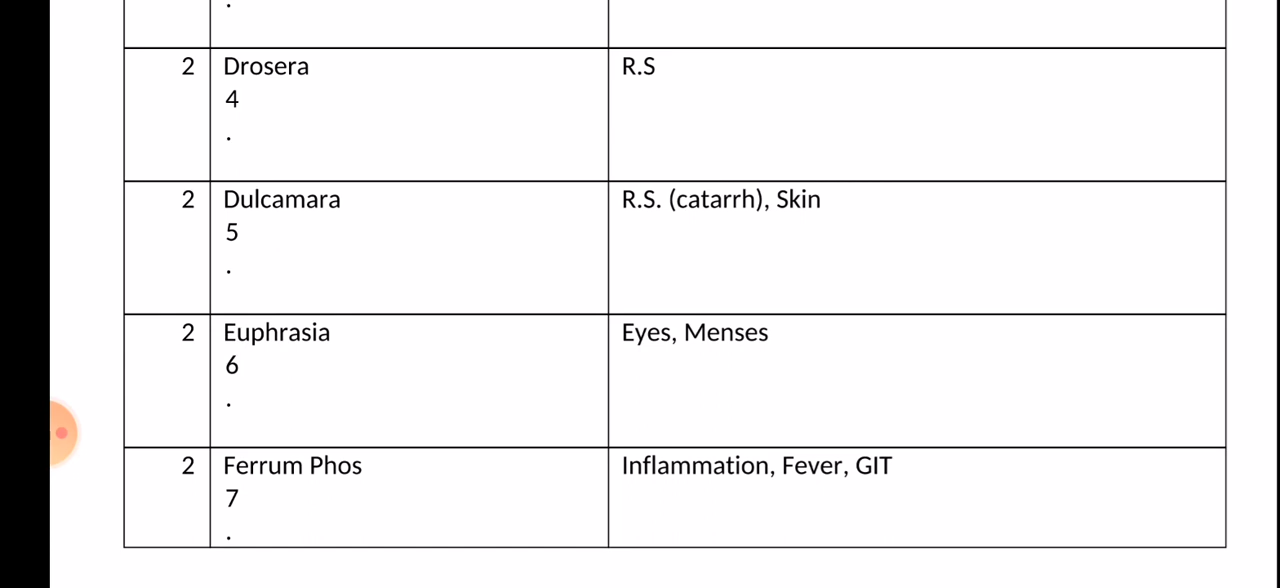 .
2 Drosera R.S
4
.
2 Dulcamara R.S. (catarrh), Skin
5
.
2 Euphrasia Eyes, Menses
6
.
2 Ferrum Phos Inflammation, Fever, GIT
7
.